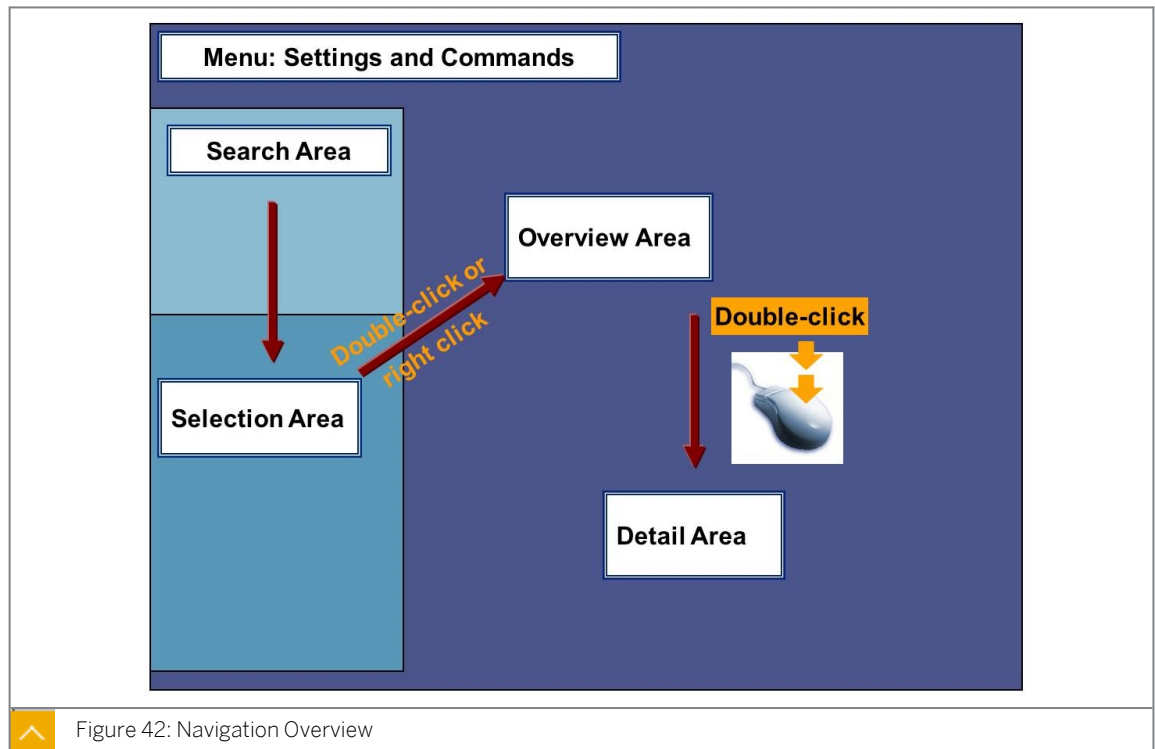 Menu: Settings and Commands
Search Area
Overview Area
Double-click or
right click
Double-click
Selection Area
Detail Area
Figure 42: Navigation Overview